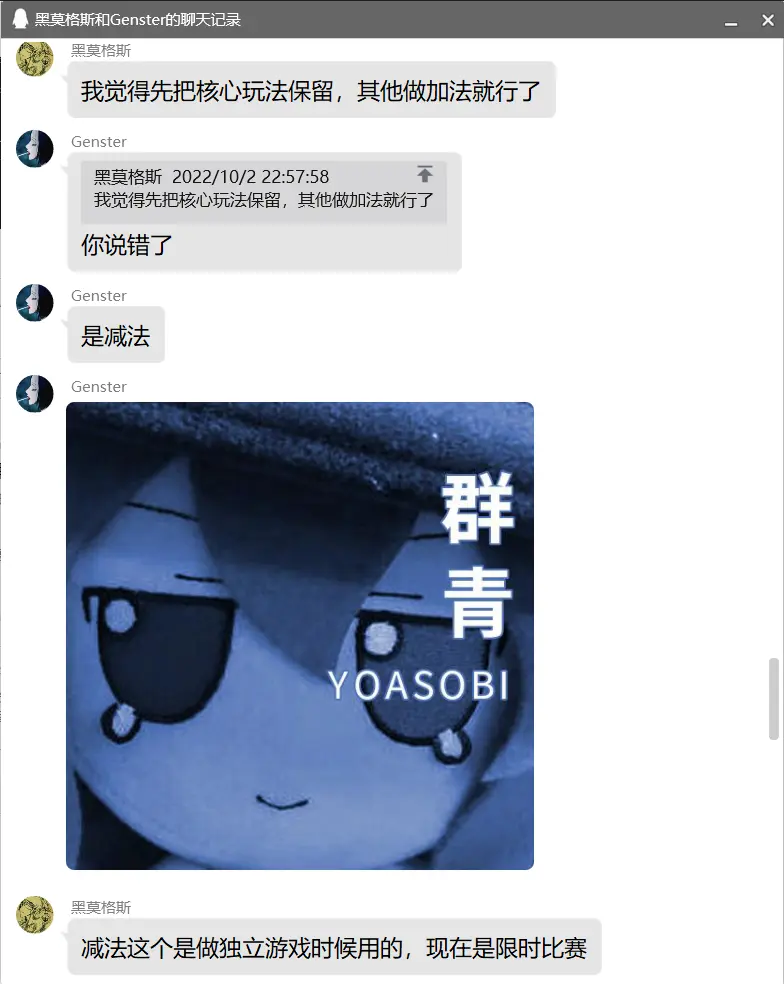 黑莫格斯和Genster的聊天记录
黑莫格斯
我觉得先把核心玩法保留，其他做加法就行了
Genster
黑莫格斯 2022/10/2 22:57:58
我觉得先把核心玩法保留，其他做加法就行了
你说错了
Genster
是减法
Genster
群青
YOASOBI
黑莫格斯
减法这个是做独立游戏时候用的，现在是限时比赛